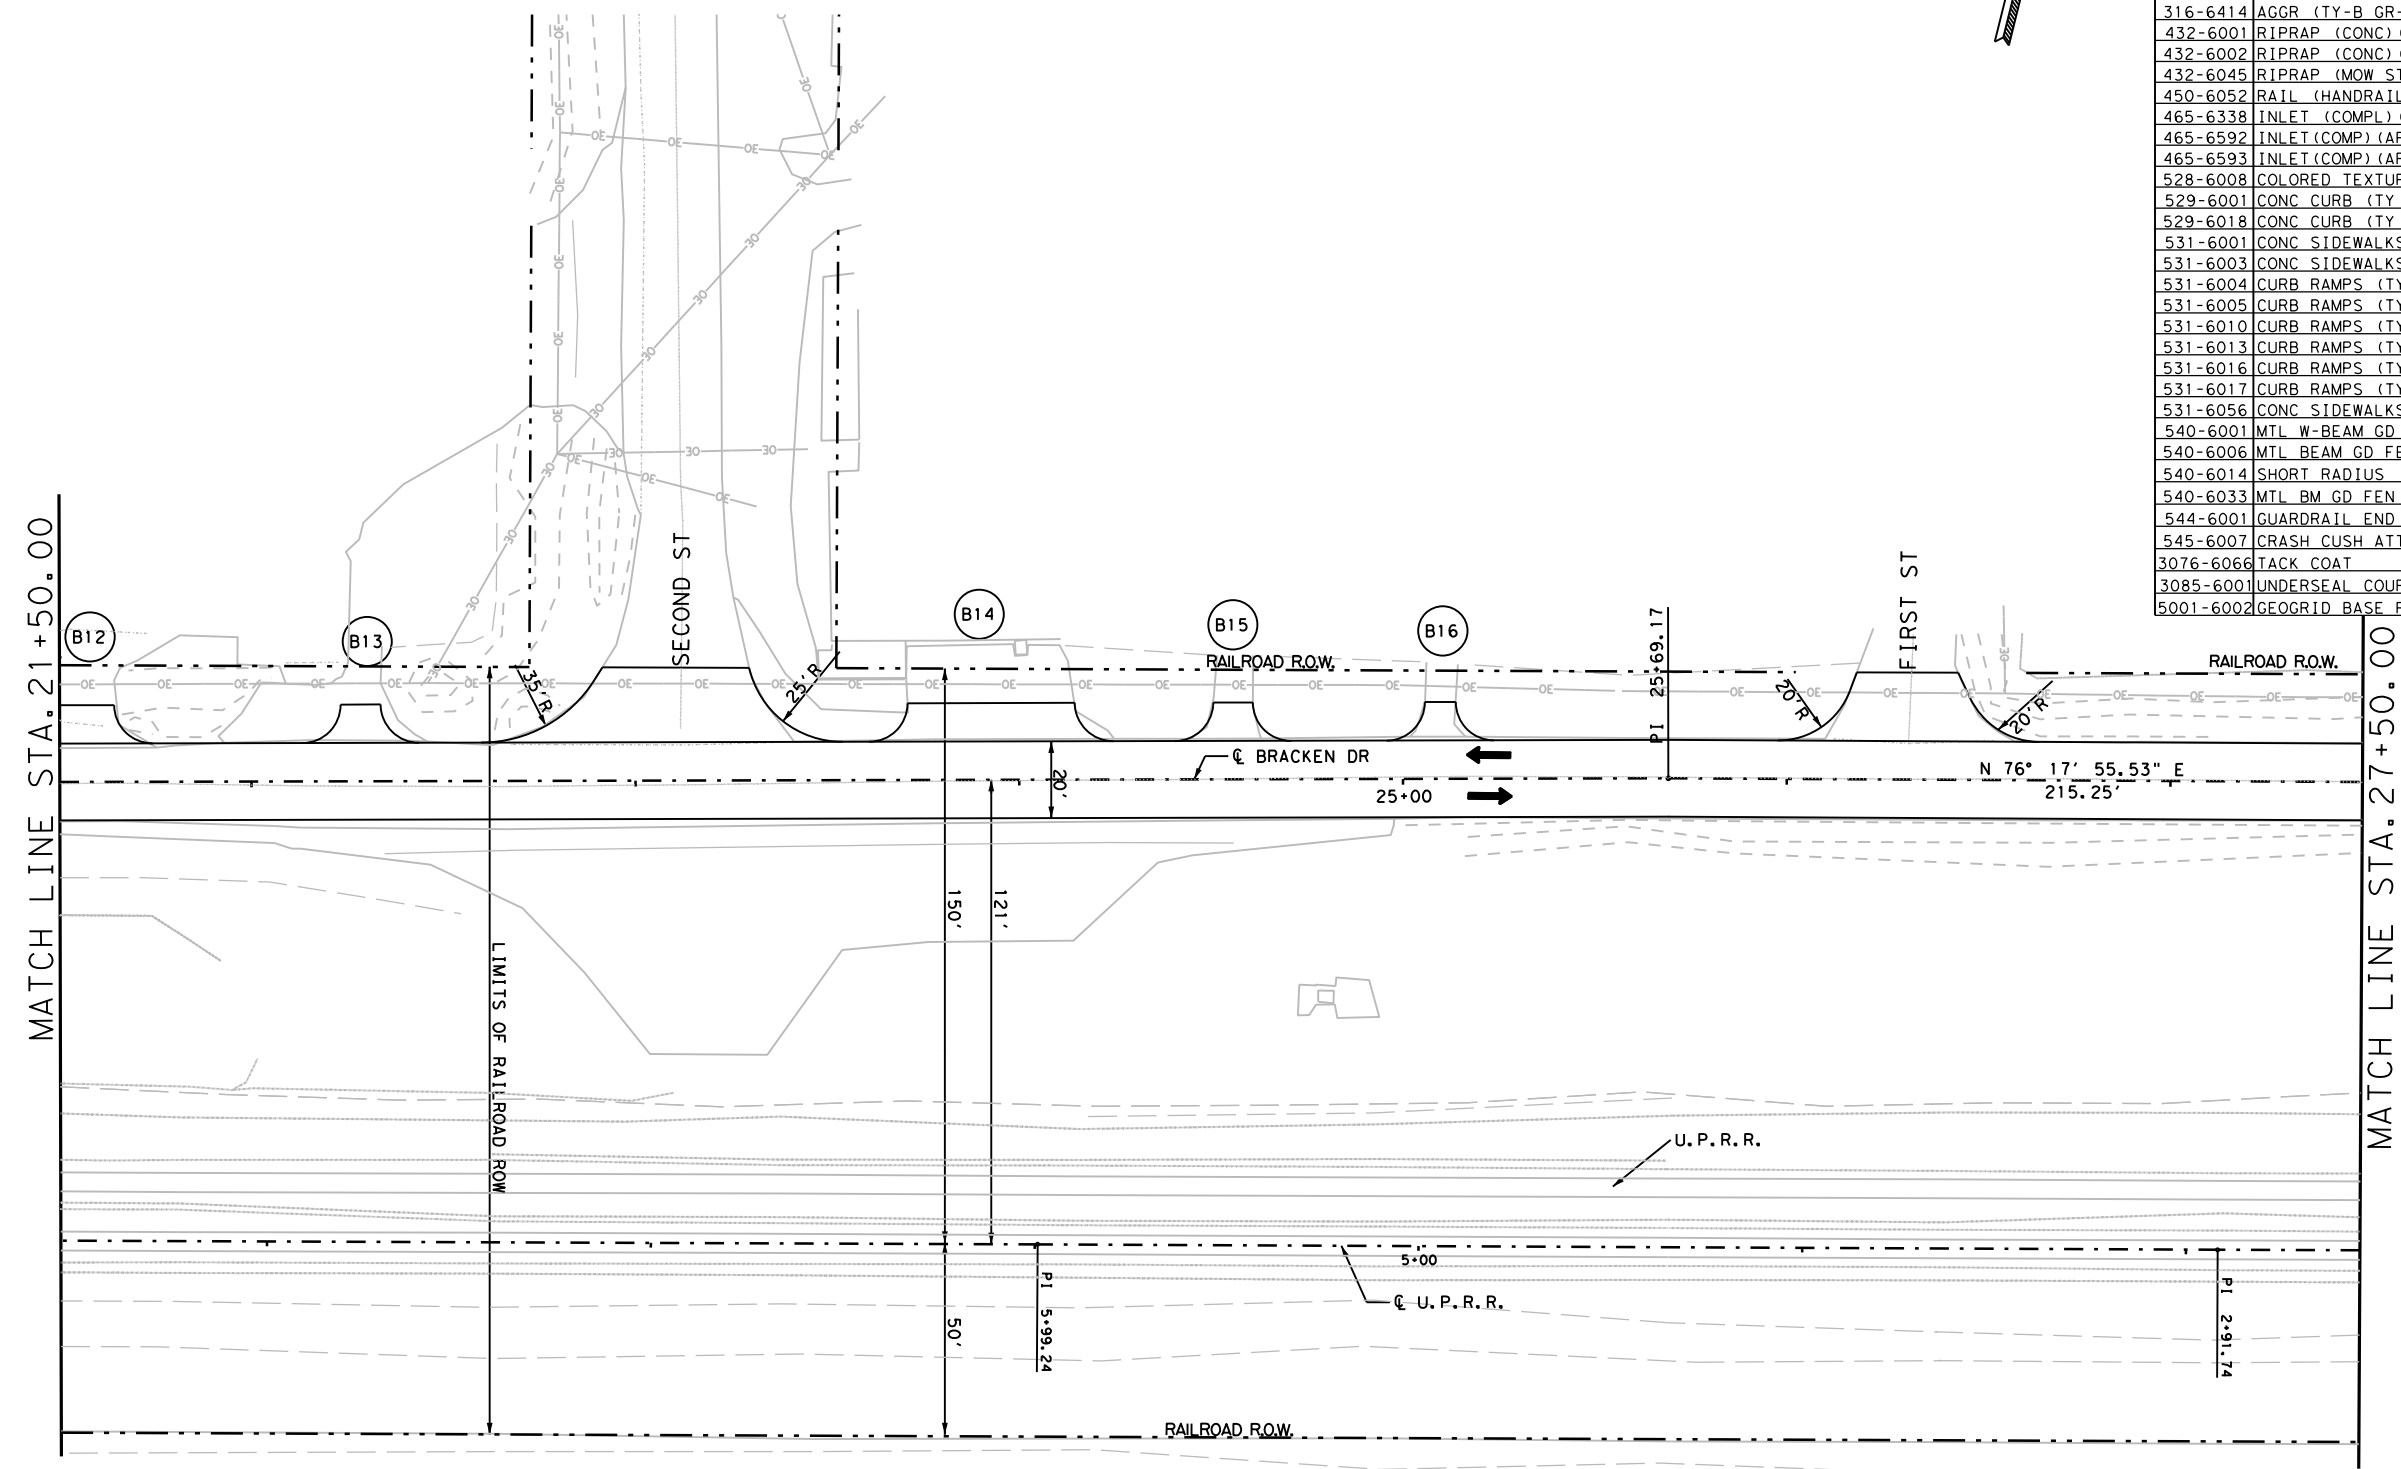 316-6414 AGGR (TY-B GR-
432-6001 RIPRAP (CONC)(
432-6002 RIPRAP (CONC)(
432-6045 RIPRAP (MOW ST
450-6052 RAIL (HANDRAIL
465-6338 INLET (COMPL)(
465-6592 INLET(COMP)(AP
465-6593 INLET(COMP)(AP
528-6008 COLORED TEXTUR
529-6001 CONC CURB (TY
529-6018 CONC CURB (TY
531-6001 CONC SIDEWALKS
531-6003 CONC SIDEWALKS
531-6004 CURB RAMPS (TY
531-6005 CURB RAMPS (TY
531-6010 CURB RAMPS (TY
531-6013 CURB RAMPS (TY
531-6016 CURB RAMPS (TY
531-6017 CURB RAMPS (TY
531-6056 CONC SIDEWALKS
540-6001 MTL W-BEAM GD
540-6006 MTL BEAM GD FE
540-6014 SHORT RADIUS
540-6033 MTL BM GD FEN
544-6001 GUARDRAIL END
545-6007 CRASH CUSH ATT
3076-6066 TACK COAT
3085-6001 UNDERSEAL COUR
5001-6002 GEOGRID BASE R
MATCH LINE STA.21+50.00
MATCH LINE STA.27+50.00
B12
B13
B14
B15
B16
SECOND ST
FIRST ST
35'R
25'R
20'R
20'R
RAILROAD R.O.W.
RAILROAD R.O.W.
PI 25+69.17
℄ BRACKEN DR
20'
25+00
N 76° 17' 55.53" E
215.25'
150'
121'
LIMITS OF RAILROAD ROW
U.P.R.R.
5+00
℄ U.P.R.R.
50'
PI 5+99.24
PI 2+91.74
RAILROAD R.O.W.
OE